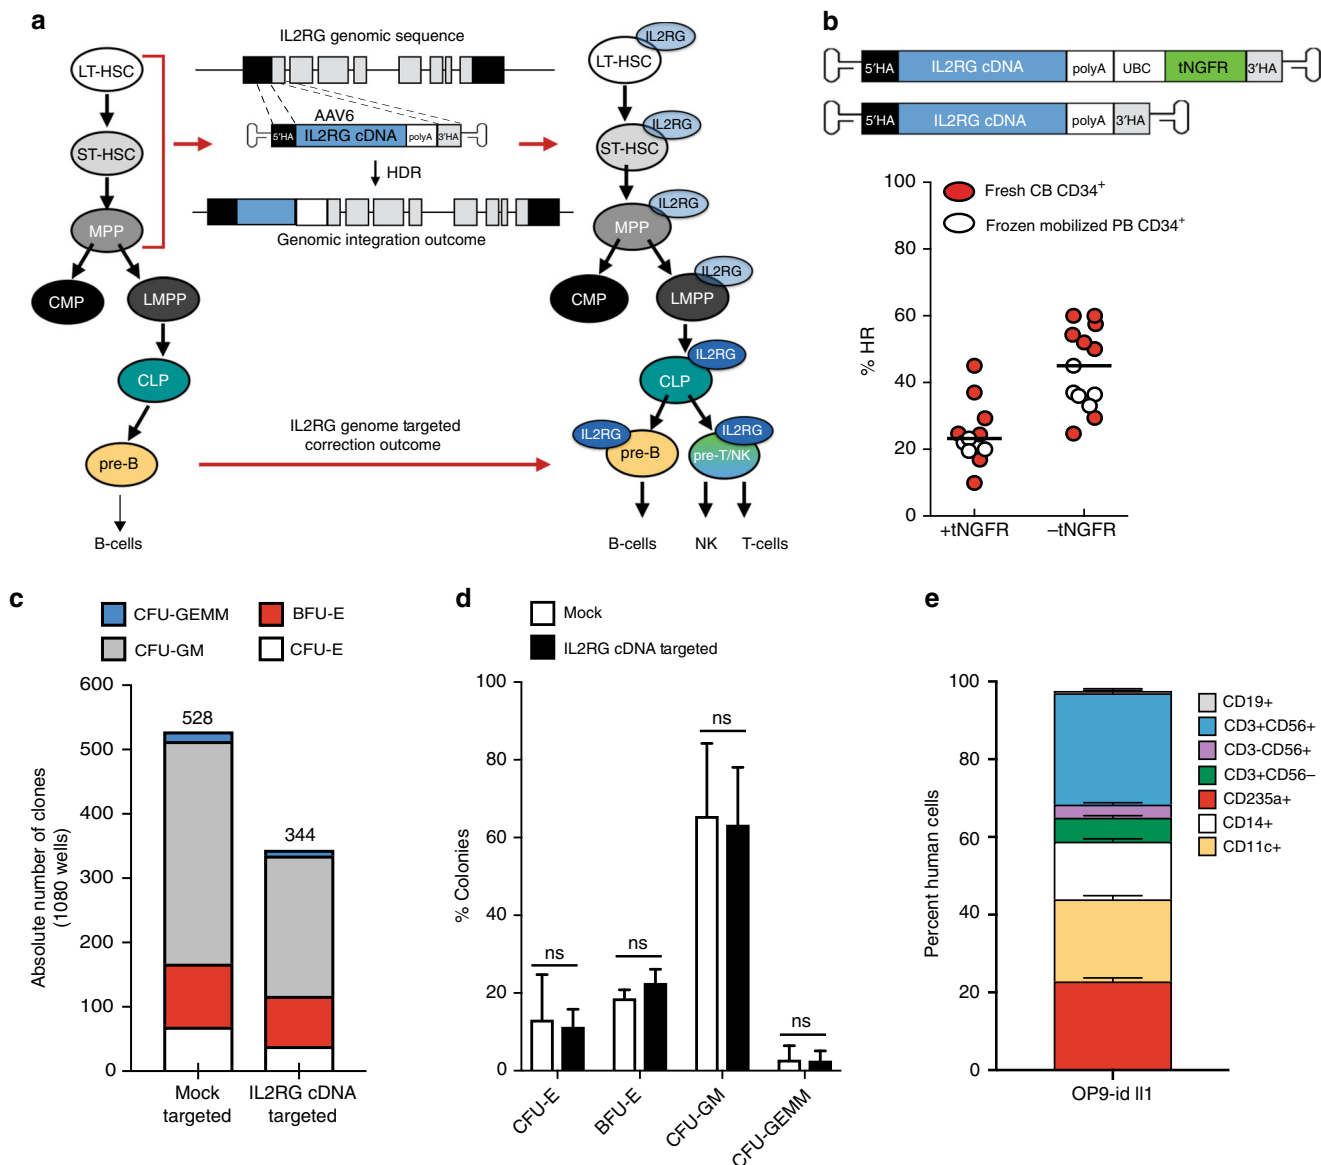 a
LT-HSC
ST-HSC
MPP
CMP
LMPP
CLP
pre-B
B-cells
IL2RG genomic sequence
AAV6
5'HA
IL2RG cDNA
polyA
3'HA
HDR
Genomic integration outcome
IL2RG genome targeted
correction outcome
IL2RG
LT-HSC
IL2RG
ST-HSC
IL2RG
MPP
IL2RG
CMP
LMPP
IL2RG
CLP
IL2RG
pre-B
IL2RG
pre-T/NK
B-cells
NK
T-cells
b
5'HA
IL2RG cDNA
polyA
UBC
tNGFR
3'HA
5'HA
IL2RG cDNA
polyA
3'HA
Fresh CB CD34+
Frozen mobilized PB CD34+
% HR
100
80
60
40
20
0
+tNGFR
–tNGFR
c
CFU-GEMM
BFU-E
CFU-GM
CFU-E
Absolute number of clones
(1080 wells)
600
500
400
300
200
100
0
528
344
Mock
targeted
IL2RG cDNA
targeted
d
Mock
IL2RG cDNA targeted
% Colonies
100
80
60
40
20
0
ns
ns
ns
ns
CFU-E
BFU-E
CFU-GM
CFU-GEMM
e
Percent human cells
100
80
60
40
20
0
CD19+
CD3+CD56+
CD3-CD56+
CD3+CD56–
CD235a+
CD14+
CD11c+
OP9-id ll1